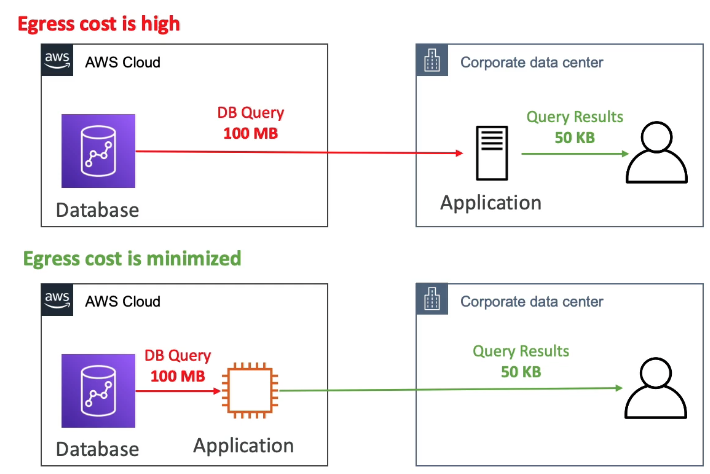 Egress cost is high
aws
AWS Cloud
Corporate data center
DB Query
100 MB
Query Results
50 KB
Database
Application
Egress cost is minimized
aws
AWS Cloud
Corporate data center
DB Query
100 MB
Query Results
50 KB
Database
Application